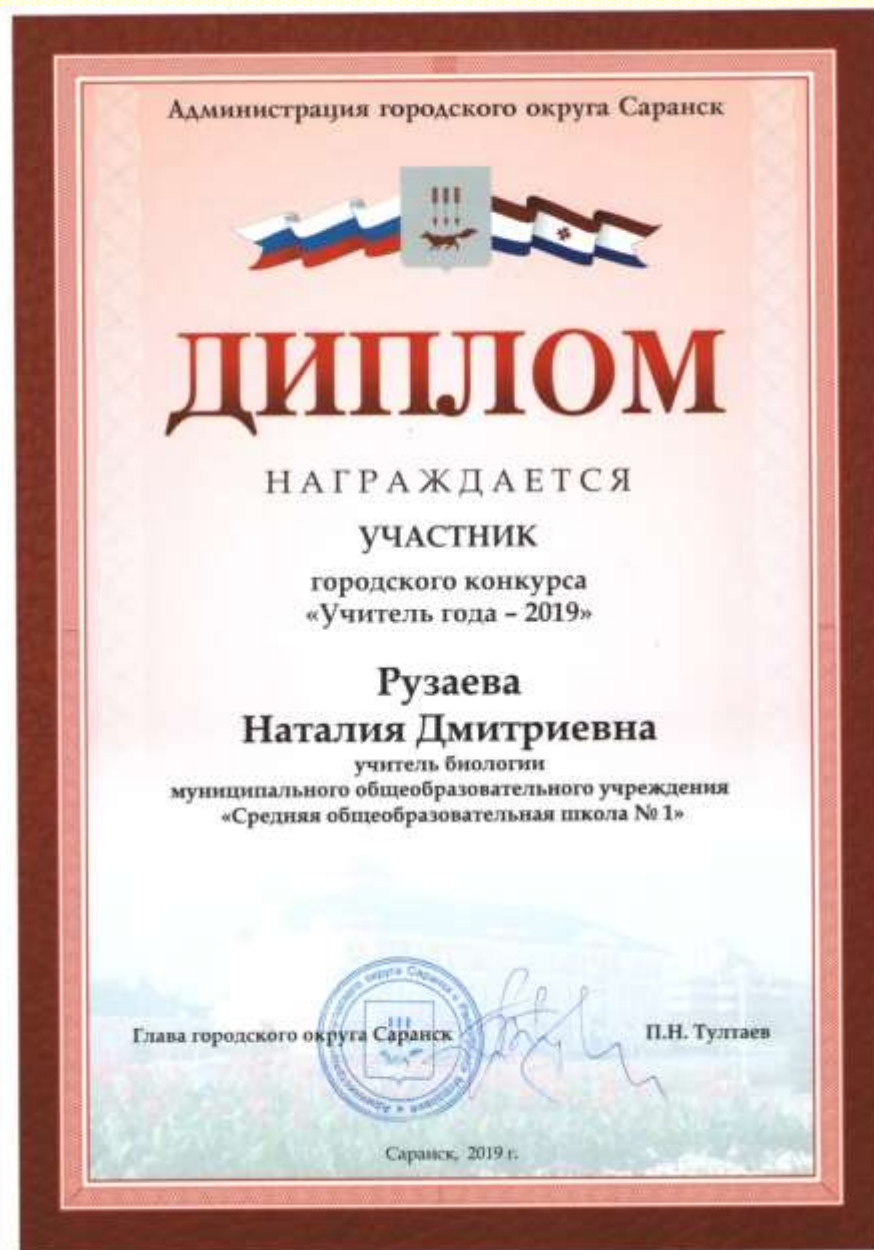 Администрация городского округа Саранск
ДИПЛОМ
НАГРАЖДАЕТСЯ
УЧАСТНИК
городского конкурса
«Учитель года – 2019»
Рузаева
Наталия Дмитриевна
учитель биологии
муниципального общеобразовательного учреждения
«Средняя общеобразовательная школа № 1»
Глава городского округа Саранск
П.Н. Тултаев
Саранск, 2019 г.